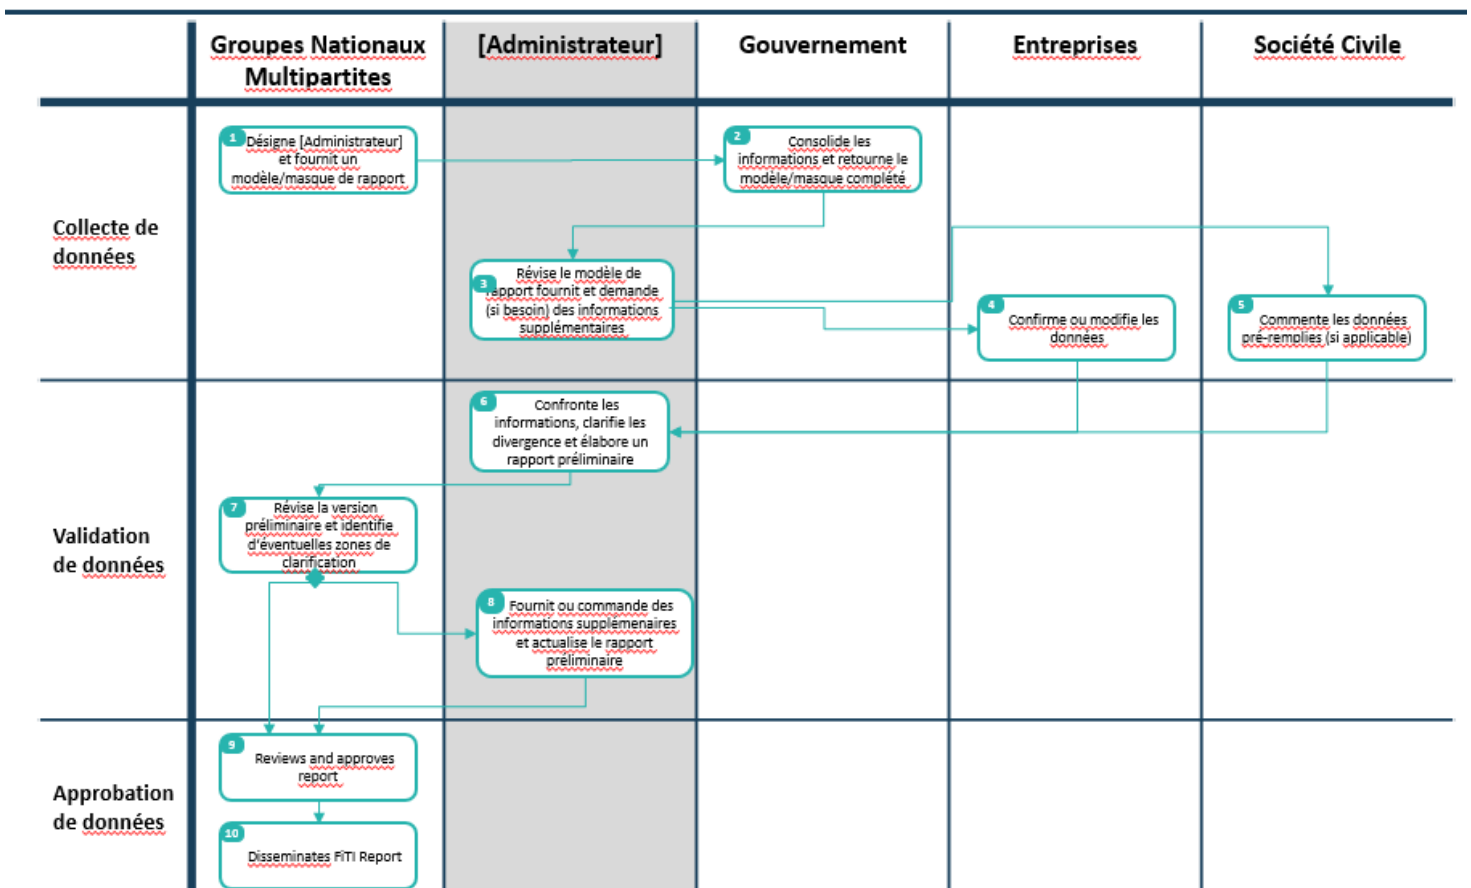 Groupes Nationaux
Multipartites
[Administrateur]
Gouvernement
Entreprises
Société Civile
Collecte de
données
1
Désigne [Administrateur]
et fournit un
modèle/masque de rapport
2
Consolide les
informations et retourne le
modèle/masque complété
3
Révise le modèle de
rapport fournit et demande
(si besoin) des informations
supplémentaires
4
Confirme ou modifie les
données
5
Commente les données
pré-remplies (si applicable)
Validation
de données
6
Confronte les
informations, clarifie les
divergence et élabore un
rapport préliminaire
7
Révise la version
préliminaire et identifie
d'éventuelles zones de
clarification
8
Fournit ou commande des
informations supplémenaires
et actualise le rapport
préliminaire
Approbation
de données
9
Reviews and approves
report
10
Disseminates FiTI Report